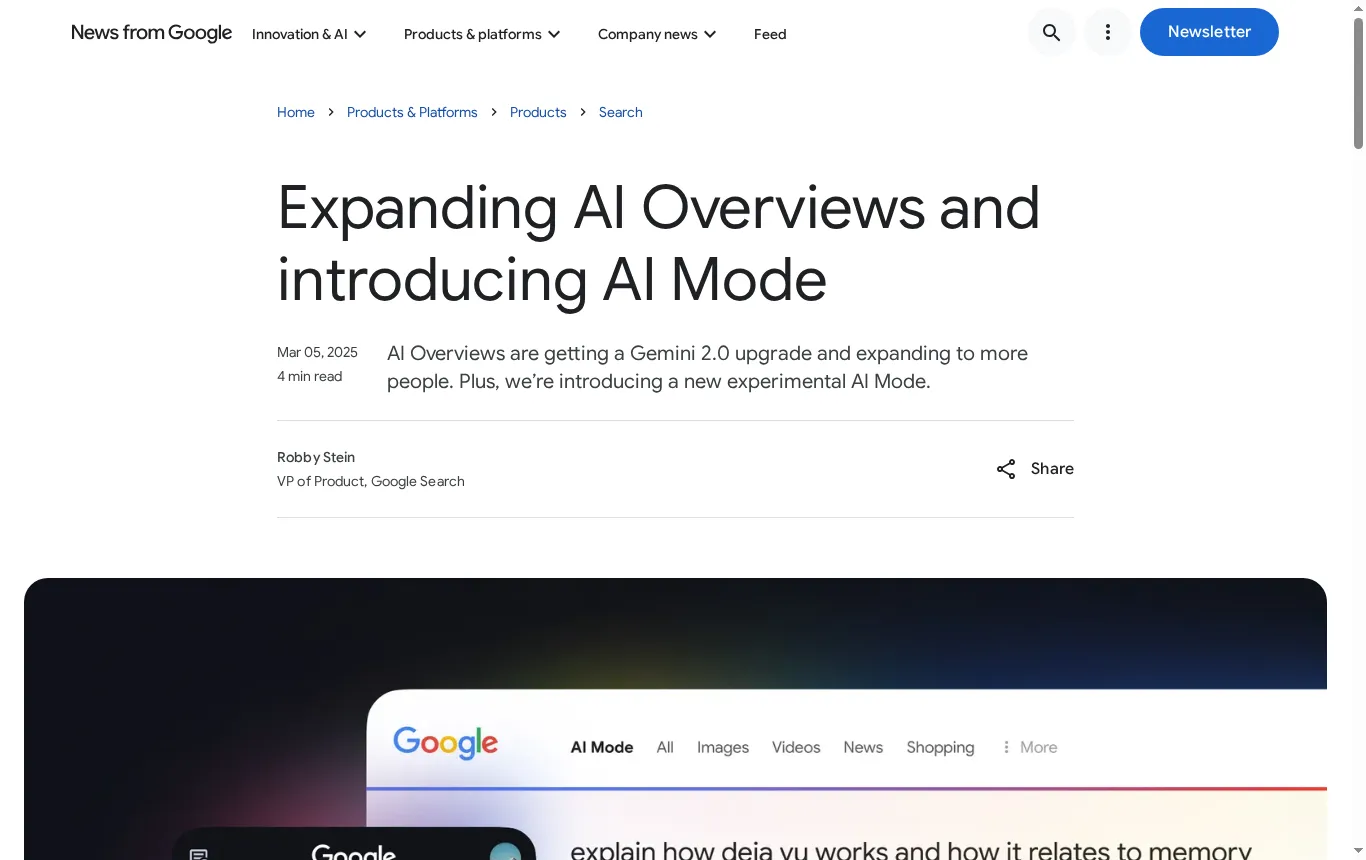 News from Google
Innovation & AI
Products & platforms
Company news
Feed
Newsletter
Home > Products & Platforms > Products > Search
Expanding AI Overviews and
introducing AI Mode
Mar 05, 2025
4 min read
AI Overviews are getting a Gemini 2.0 upgrade and expanding to more
people. Plus, we’re introducing a new experimental AI Mode.
Robby Stein
VP of Product, Google Search
Share
Google
AI Mode
All
Images
Videos
News
Shopping
More
Google
explain how deja vu works and how it relates to memory